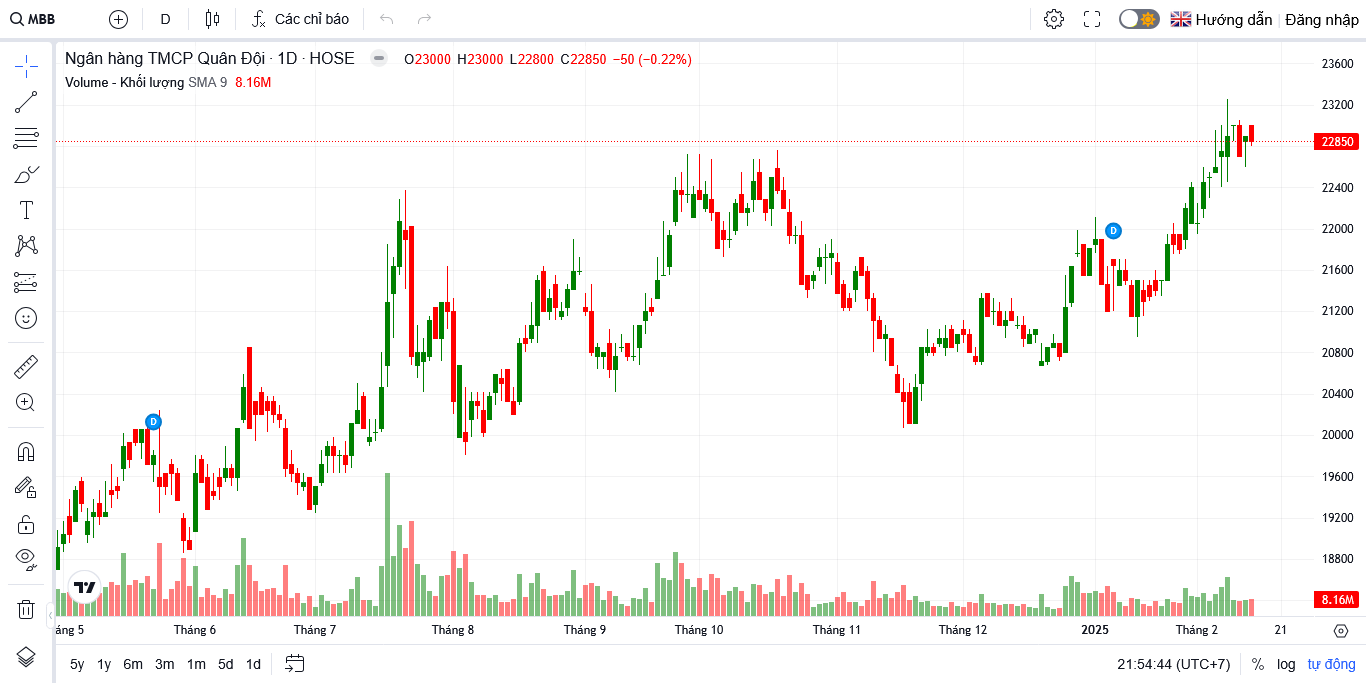 MBB D Các chỉ báo Hướng dẫn Đăng nhập
Ngân hàng TMCP Quân Đội · 1D · HOSE O23000 H23000 L22800 C22850 −50 (−0.22%)
Volume - Khối lượng SMA 9 8.16M
23600
23200
22850
22400
22000
21600
21200
20800
20400
20000
19600
19200
18800
8.16M
D
D
áng 5 Tháng 6 Tháng 7 Tháng 8 Tháng 9 Tháng 10 Tháng 11 Tháng 12 2025 Tháng 2 21
5y 1y 6m 3m 1m 5d 1d 21:54:44 (UTC+7) % log tự động